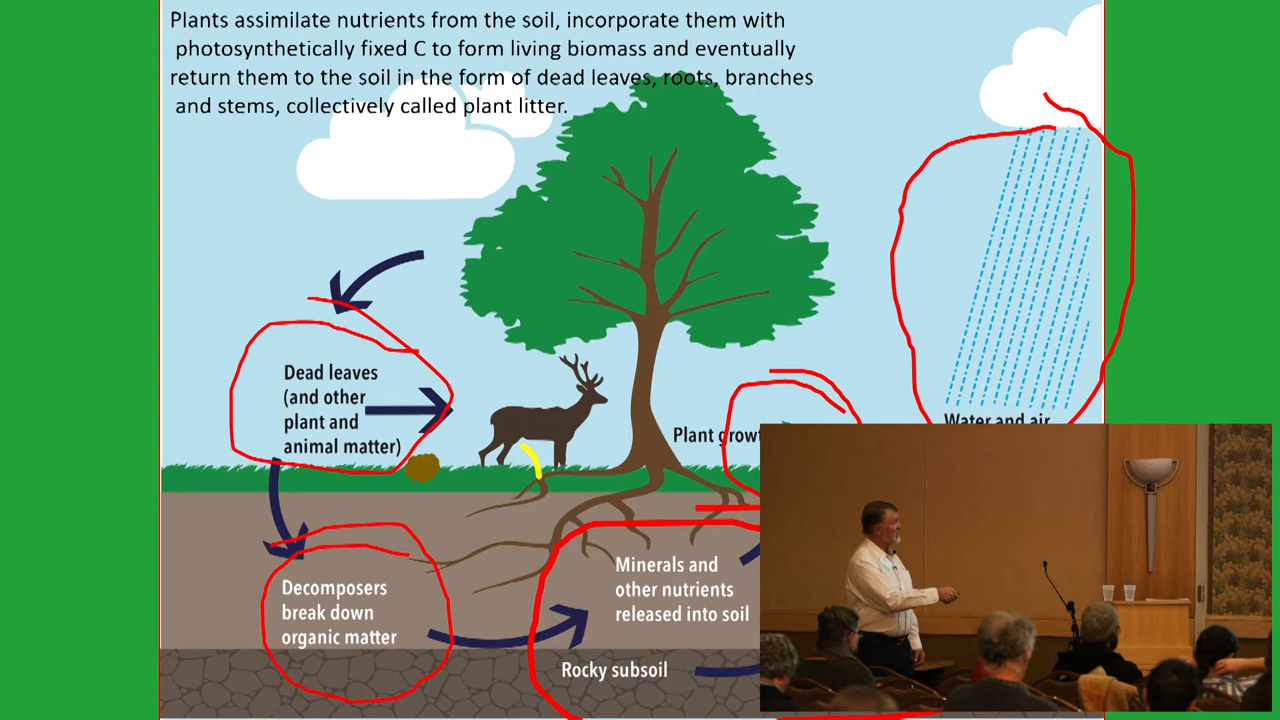 Plants assimilate nutrients from the soil, incorporate them with
photosynthetically fixed C to form living biomass and eventually
return them to the soil in the form of dead leaves, roots, branches
and stems, collectively called plant litter.
Dead leaves
(and other
plant and
animal matter)
Plant
Water and air
Decomposers
break down
organic matter
Minerals and
other nutrients
released into soil
Rocky subsoil